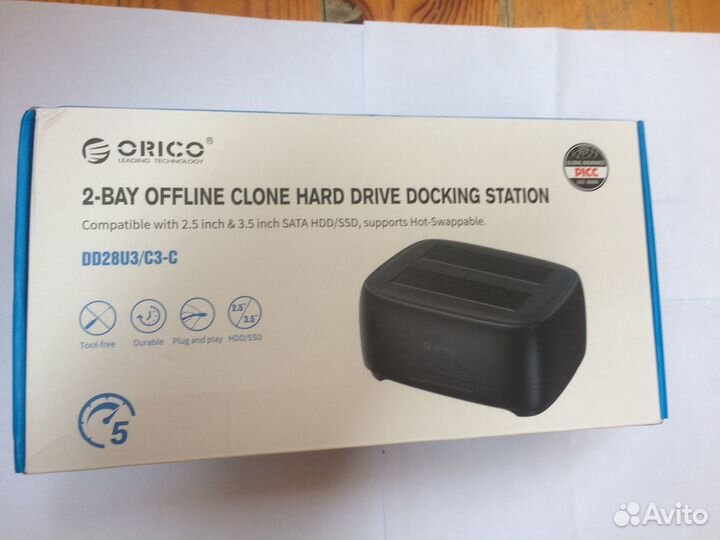 ORICO®
LEADING TECHNOLOGY
PICC
2-BAY OFFLINE CLONE HARD DRIVE DOCKING STATION
Compatible with 2.5 inch & 3.5 inch SATA HDD/SSD, supports Hot-Swappable.
DD28U3/C3-C
2.5"
3.5"
Tool-free
Durable
Plug and play
HDD/SSD
ORICO
5
Avito